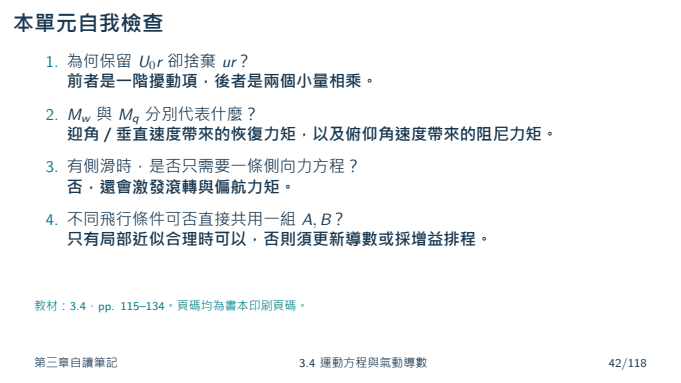 本單元自我檢查
1. 為何保留 U₀r 卻捨棄 ur？
前者是一階擾動項，後者是兩個小量相乘。
2. M_w 與 M_q 分別代表什麼？
迎角 / 垂直速度帶來的恢復力矩，以及俯仰角速度帶來的阻尼力矩。
3. 有側滑時，是否只需要一條側向力方程？
否，還會激發滾轉與偏航力矩。
4. 不同飛行條件可否直接共用一組 A, B？
只有局部近似合理時可以，否則須更新導數或採增益排程。
教材：3.4，pp. 115–134。頁碼均為書本印刷頁碼。
第三章自讀筆記
3.4 運動方程與氣動導數
42/118